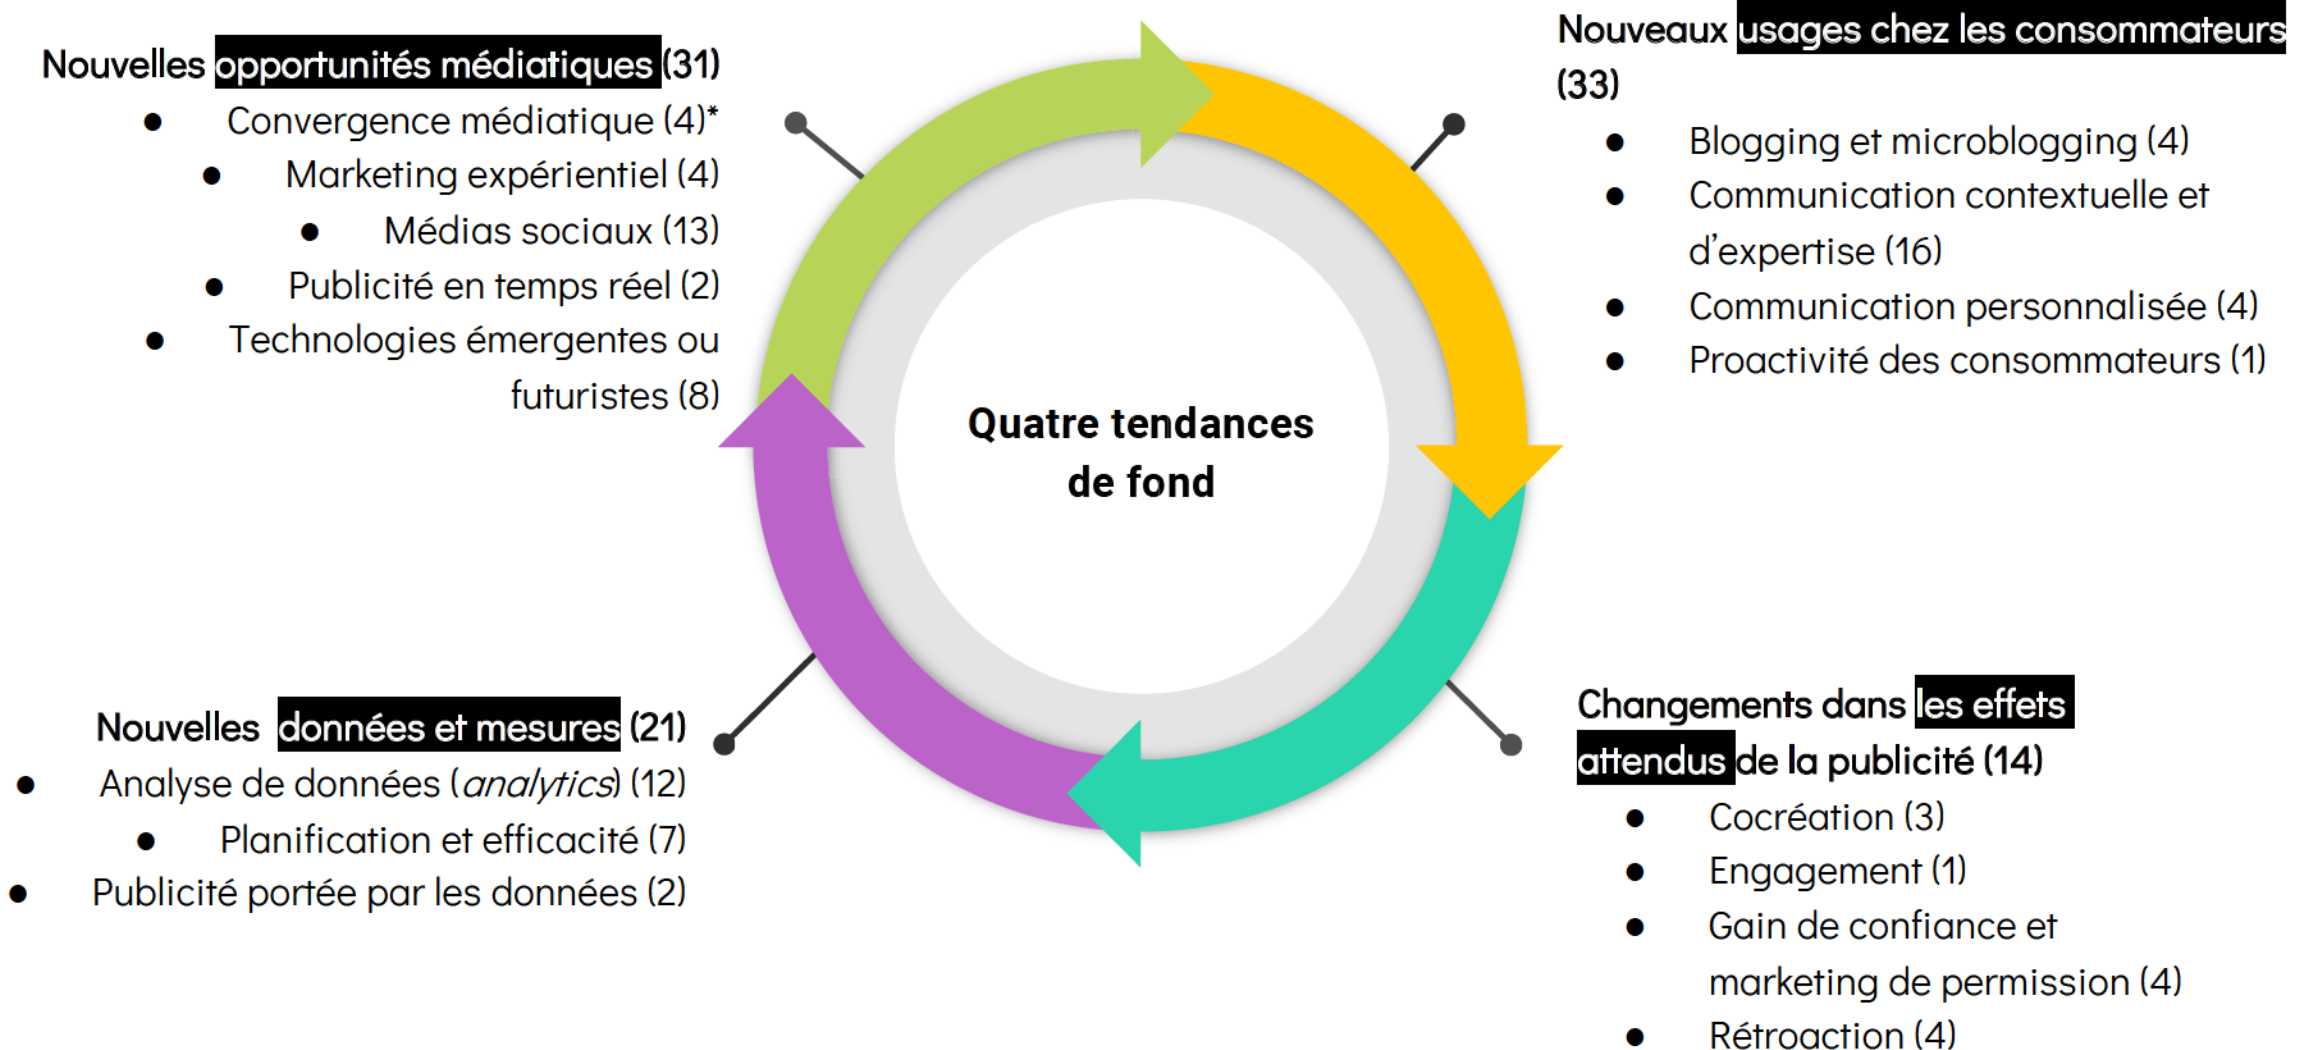 Nouvelles opportunités médiatiques (31)
● Convergence médiatique (4)*
● Marketing expérientiel (4)
● Médias sociaux (13)
● Publicité en temps réel (2)
● Technologies émergentes ou
futuristes (8)
Nouveaux usages chez les consommateurs
(33)
● Blogging et microblogging (4)
● Communication contextuelle et
d’expertise (16)
● Communication personnalisée (4)
● Proactivité des consommateurs (1)
Quatre tendances
de fond
Nouvelles données et mesures (21)
● Analyse de données (analytics) (12)
● Planification et efficacité (7)
● Publicité portée par les données (2)
Changements dans les effets
attendus de la publicité (14)
● Cocréation (3)
● Engagement (1)
● Gain de confiance et
marketing de permission (4)
● Rétroaction (4)